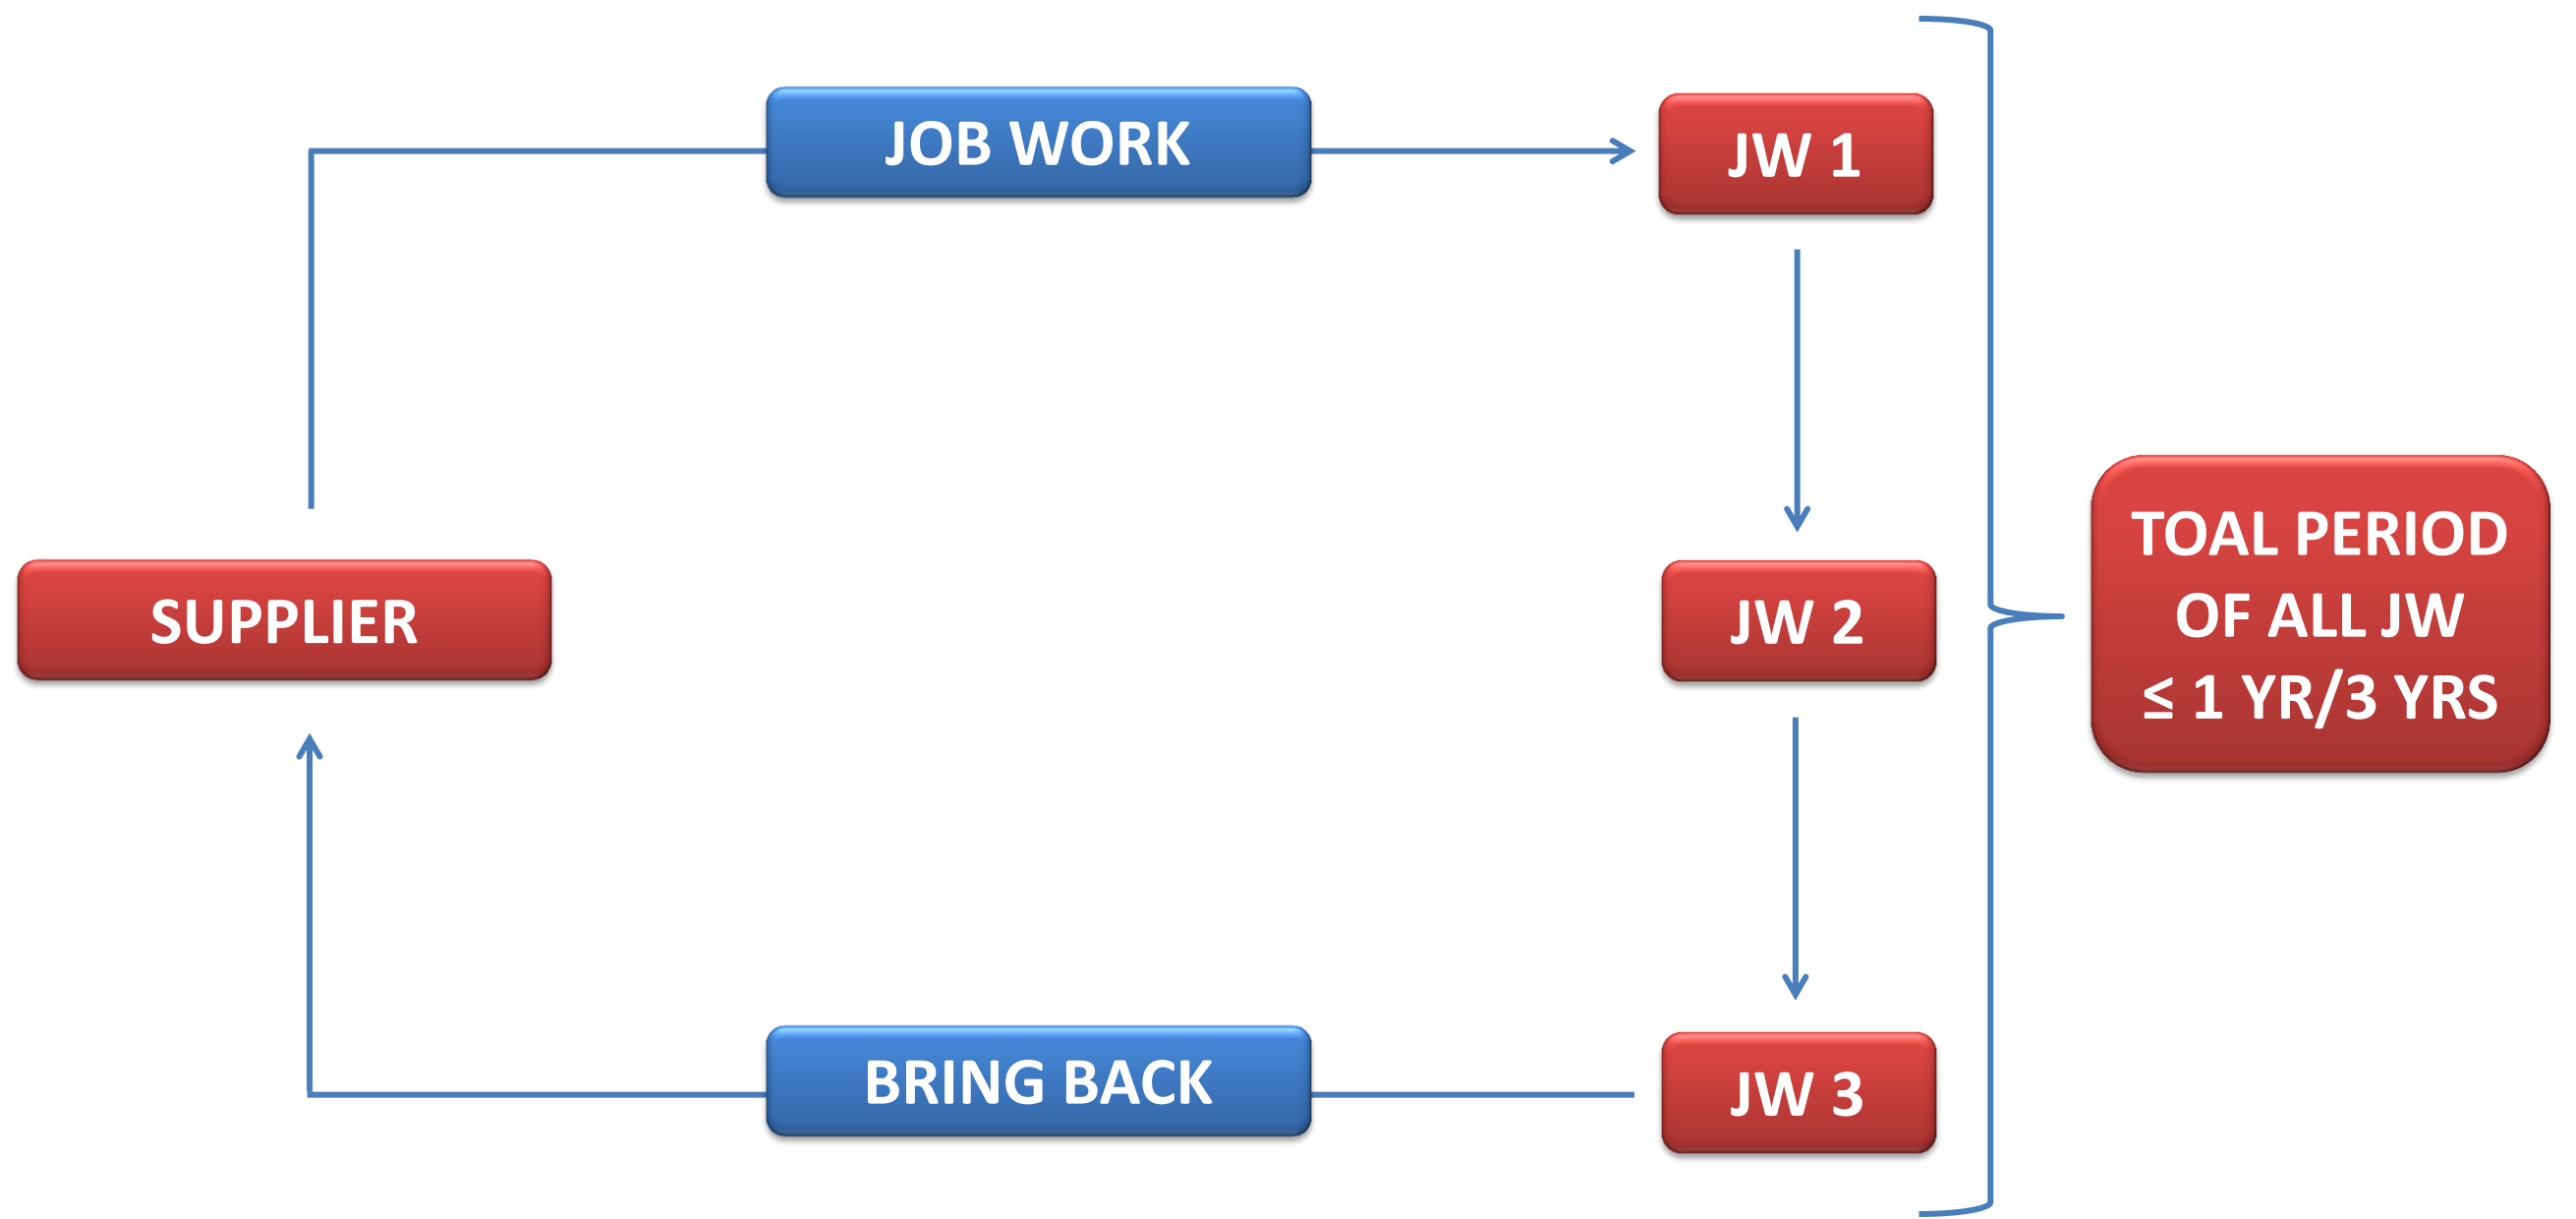 JOB WORK
JW 1
SUPPLIER
JW 2
TOAL PERIOD
OF ALL JW
≤ 1 YR/3 YRS
BRING BACK
JW 3